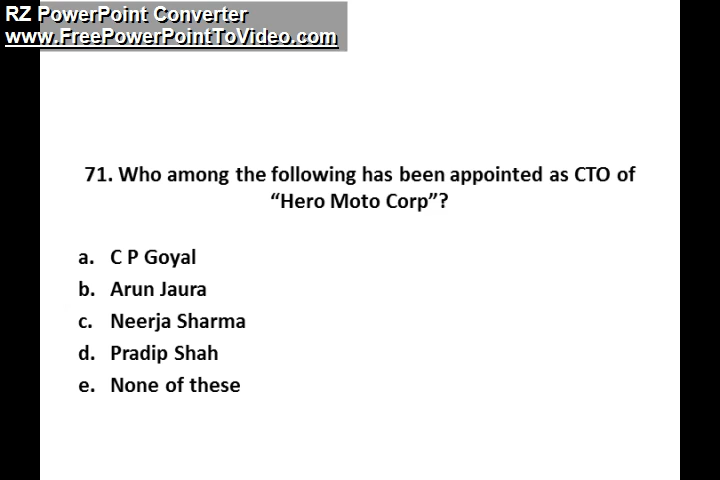 RZ PowerPoint Converter
www.FreePowerPointToVideo.com
71. Who among the following has been appointed as CTO of
“Hero Moto Corp”?
a. C P Goyal
b. Arun Jaura
c. Neerja Sharma
d. Pradip Shah
e. None of these